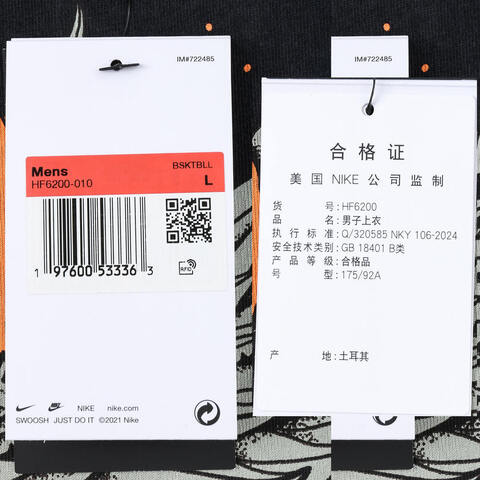 IM#722485
BSKTBLL
Mens
HF6200-010
L
1 97600 53336 3
RFID
NIKE nike.com
SWOOSH JUST DO IT ©2021 Nike
IM#722485
合格证
美国 NIKE 公司监制
货号:HF6200
品名:男子上衣
执行标准:Q/320585 NKY 106-2024
安全技术类别:GB 18401 B类
产品等级:合格品
号型:175/92A
产地:土耳其